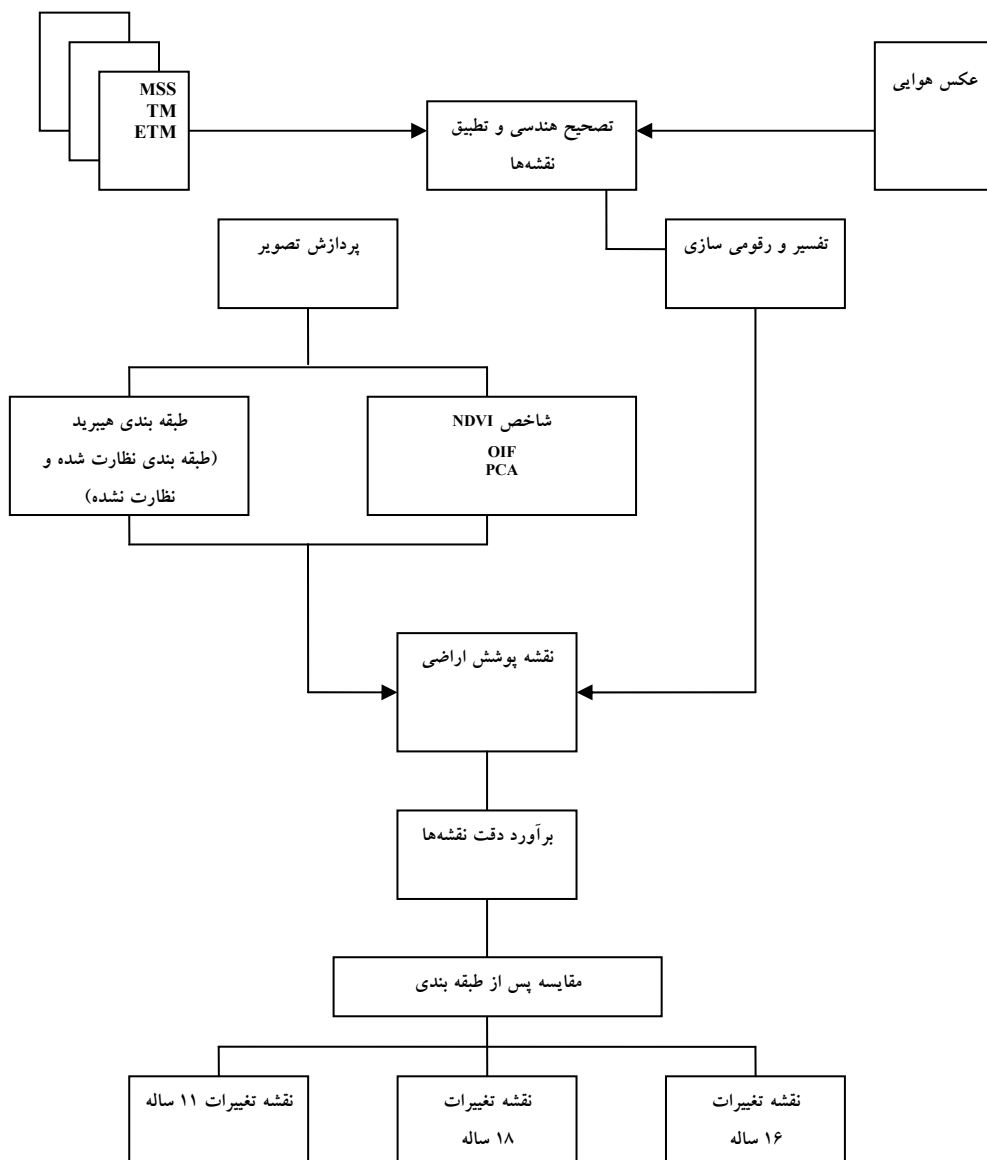 MSS
TM
ETM
عکس هوایی
تصحیح هندسی و تطبیق
نقشه‌ها
پردازش تصویر
تفسیر و رقومی سازی
طبقه بندی هیبرید
(طبقه بندی نظارت شده و
نظارت نشده)
شاخص NDVI
OIF
PCA
نقشه پوشش اراضی
برآورد دقت نقشه‌ها
مقایسه پس از طبقه بندی
نقشه تغییرات ۱۱ ساله
نقشه تغییرات
۱۸ ساله
نقشه تغییرات
۱۶ ساله